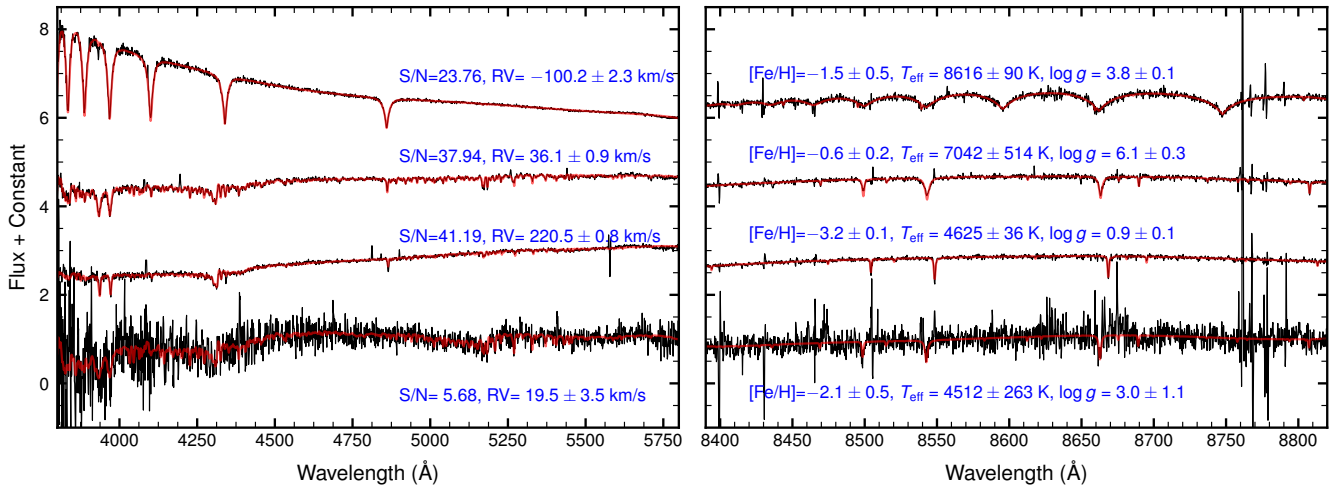 8
6
4
2
0
Flux + Constant
S/N=23.76, RV= −100.2 ± 2.3 km/s
S/N=37.94, RV= 36.1 ± 0.9 km/s
S/N=41.19, RV= 220.5 ± 0.8 km/s
S/N= 5.68, RV= 19.5 ± 3.5 km/s
4000 4250 4500 4750 5000 5250 5500 5750
Wavelength (Å)
[Fe/H]=−1.5 ± 0.5, Teff = 8616 ± 90 K, log g = 3.8 ± 0.1
[Fe/H]=−0.6 ± 0.2, Teff = 7042 ± 514 K, log g = 6.1 ± 0.3
[Fe/H]=−3.2 ± 0.1, Teff = 4625 ± 36 K, log g = 0.9 ± 0.1
[Fe/H]=−2.1 ± 0.5, Teff = 4512 ± 263 K, log g = 3.0 ± 1.1
8400 8450 8500 8550 8600 8650 8700 8750 8800
Wavelength (Å)